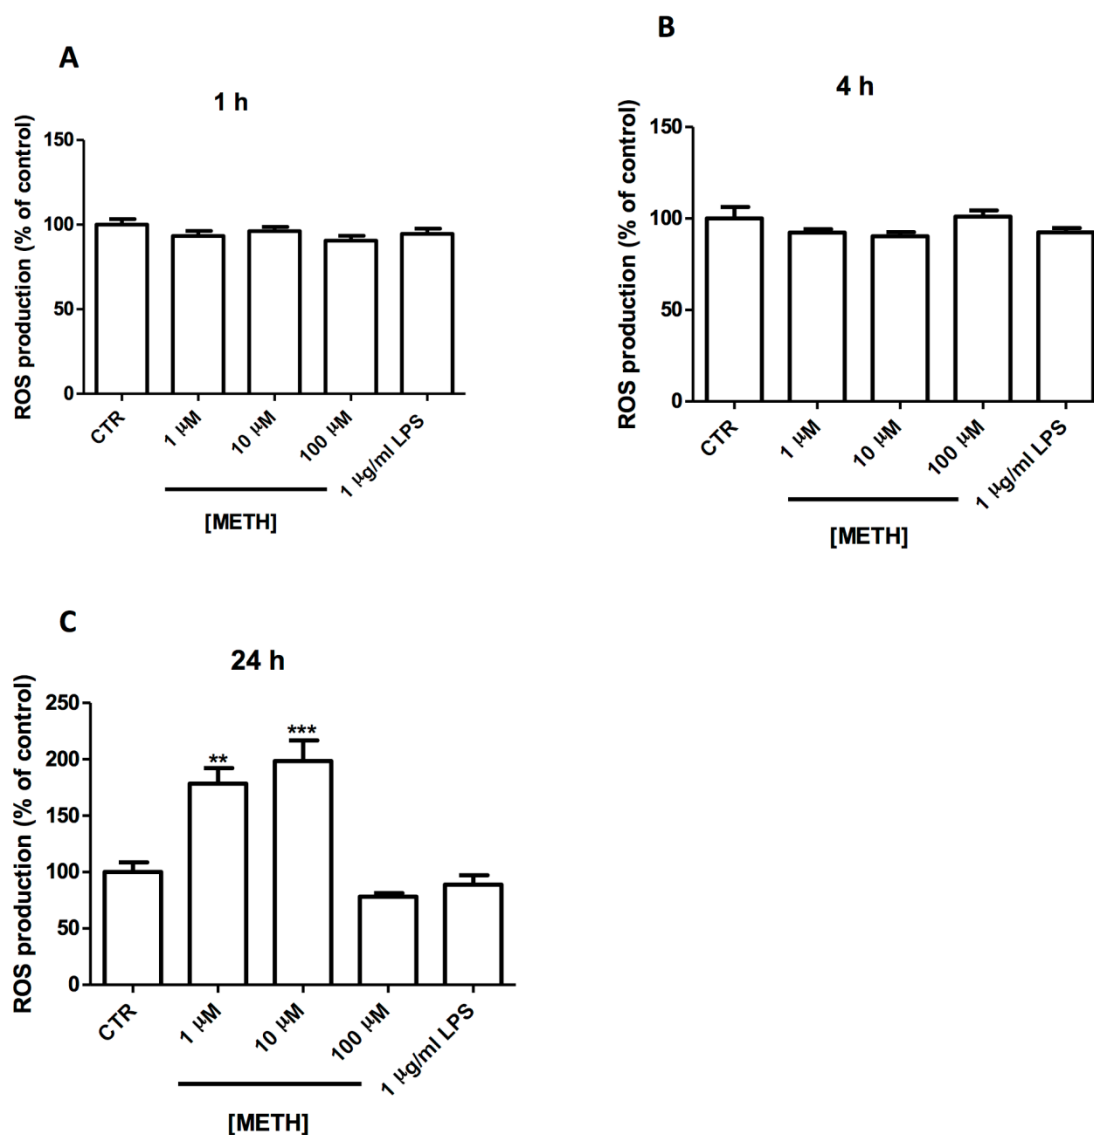 A
1 h
ROS production (% of control)
150
100
50
0
CTR
1 µM
10 µM
100 µM
1 µg/ml LPS
[METH]
B
4 h
ROS production (% of control)
150
100
50
0
CTR
1 µM
10 µM
100 µM
1 µg/ml LPS
[METH]
C
24 h
ROS production (% of control)
250
200
150
100
50
0
**
***
CTR
1 µM
10 µM
100 µM
1 µg/ml LPS
[METH]